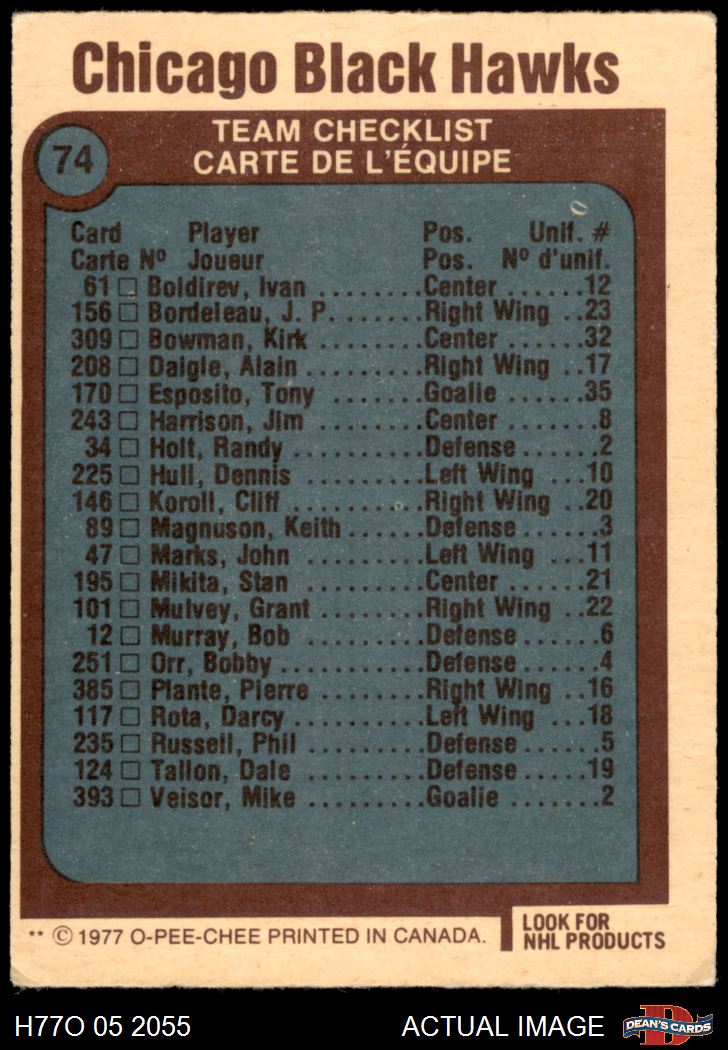 Chicago Black Hawks
74
TEAM CHECKLIST
CARTE DE L'ÉQUIPE
Card Player Pos. Unif. #
Carte Nº Joueur Pos. Nº d'unif.
61 □ Boldirev, Ivan ........Center ......12
156 □ Bordeleau, J. P. .......Right Wing ..23
309 □ Bowman, Kirk ........Center ......32
208 □ Daigle, Alain .........Right Wing ..17
170 □ Esposito, Tony .......Goalie ......35
243 □ Harrison, Jim ........Center .......8
34 □ Holt, Randy ..........Defense ......2
225 □ Hull, Dennis .........Left Wing ...10
146 □ Koroll, Cliff ..........Right Wing ..20
89 □ Magnuson, Keith ......Defense ......3
47 □ Marks, John .........Left Wing ...11
195 □ Mikita, Stan .........Center ......21
101 □ Mulvey, Grant ........Right Wing ..22
12 □ Murray, Bob .........Defense ......6
251 □ Orr, Bobby ...........Defense ......4
385 □ Plante, Pierre ........Right Wing ..16
117 □ Rota, Darcy ..........Left Wing ...18
235 □ Russell, Phil .........Defense ......5
124 □ Tallon, Dale .........Defense .....19
393 □ Veisor, Mike .........Goalie .......2
** © 1977 O-PEE-CHEE PRINTED IN CANADA.
LOOK FOR
NHL PRODUCTS
H77O 05 2055 ACTUAL IMAGE
D
DEAN'S CARDS